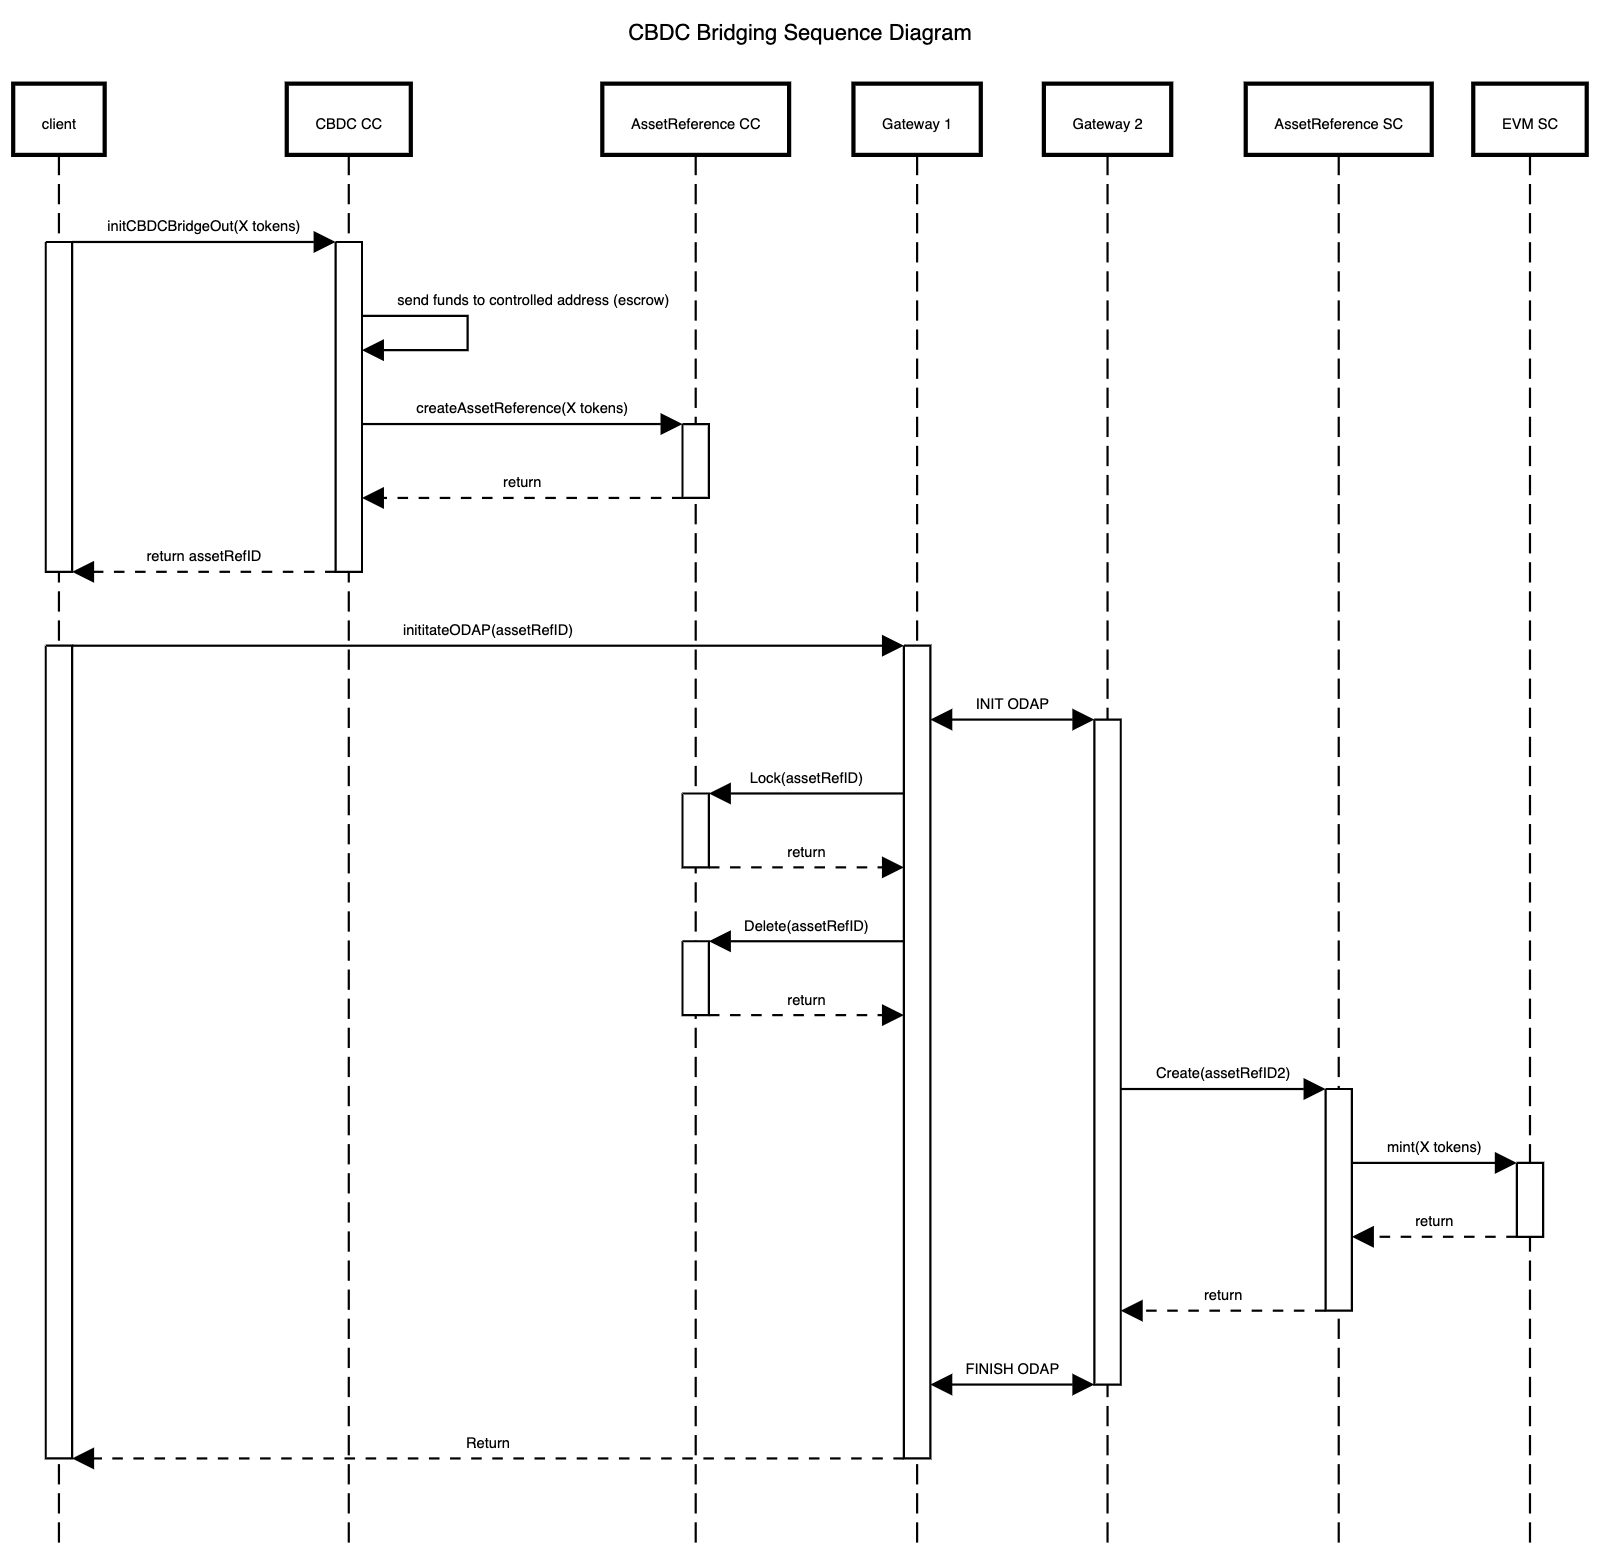 CBDC Bridging Sequence Diagram
client
CBDC CC
AssetReference CC
Gateway 1
Gateway 2
AssetReference SC
EVM SC
initCBDCBridgeOut(X tokens)
send funds to controlled address (escrow)
createAssetReference(X tokens)
return
return assetRefID
inititateODAP(assetRefID)
INIT ODAP
Lock(assetRefID)
return
Delete(assetRefID)
return
Create(assetRefID2)
mint(X tokens)
return
return
FINISH ODAP
Return